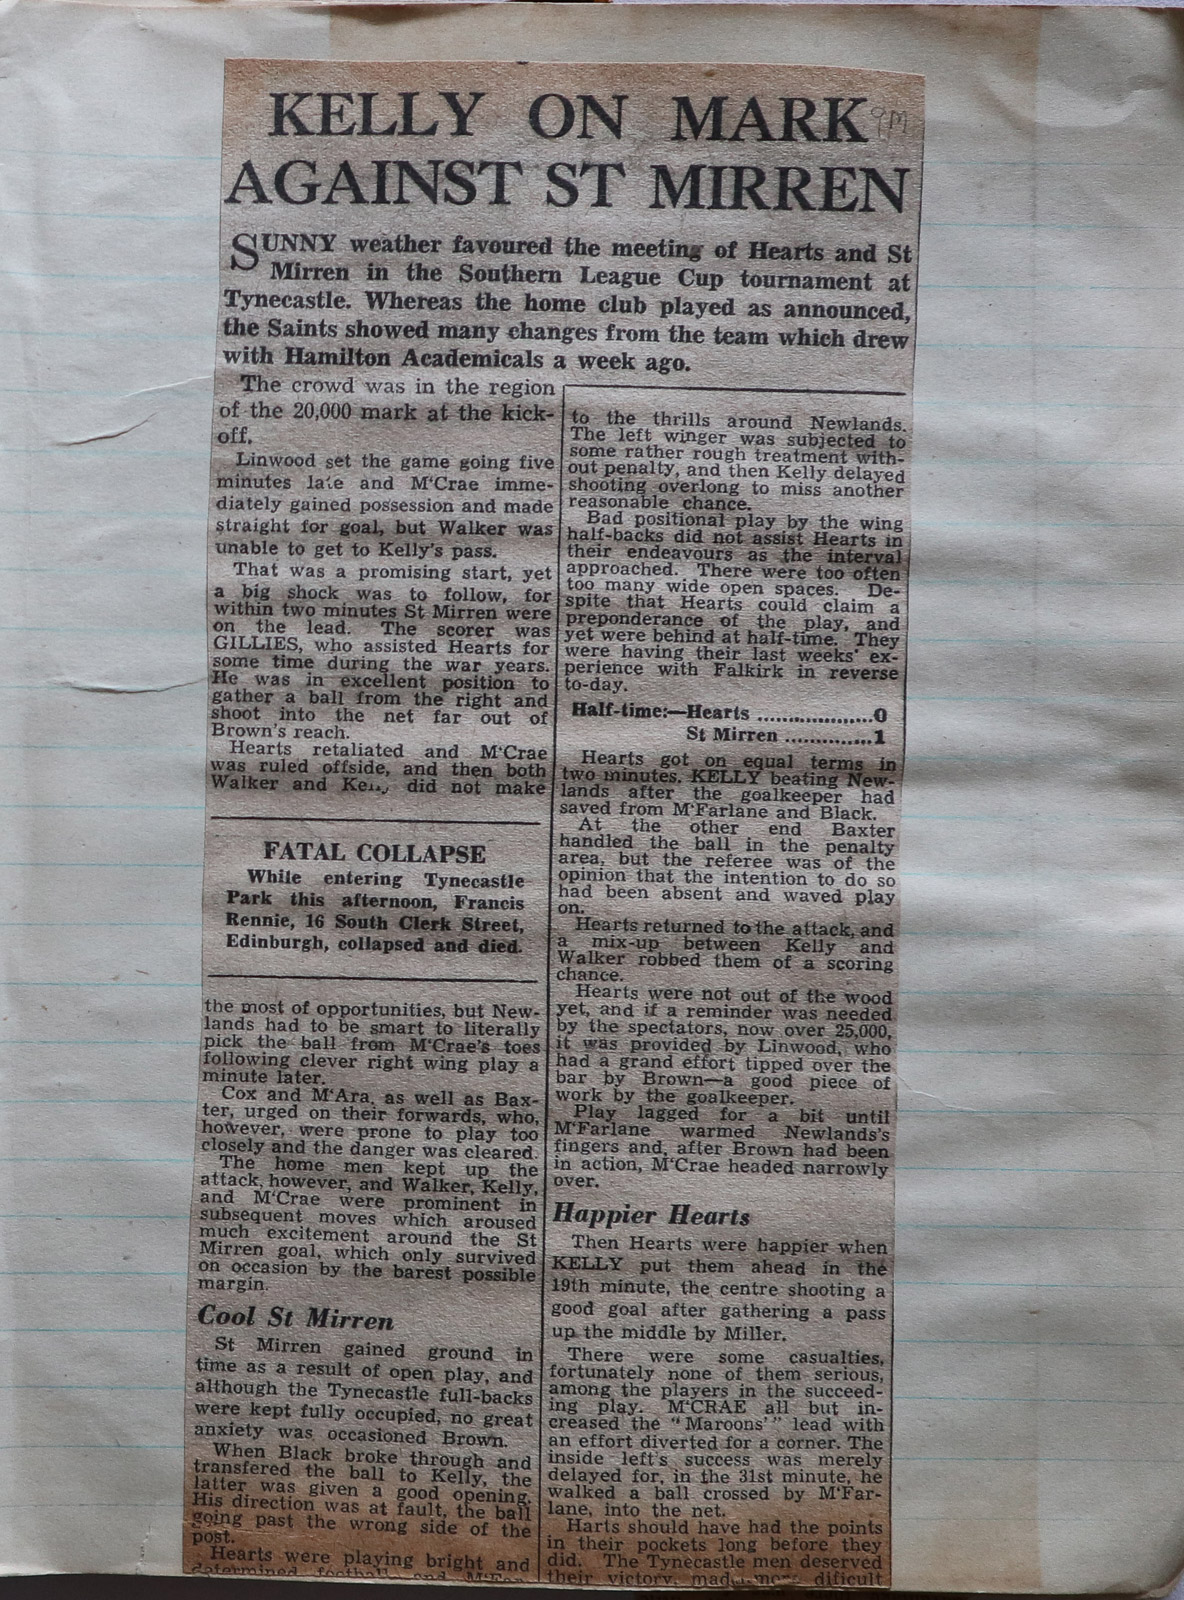 KELLY ON MARK
9M
AGAINST ST MIRREN
SUNNY weather favoured the meeting of Hearts and St
Mirren in the Southern League Cup tournament at
Tynecastle. Whereas the home club played as announced,
the Saints showed many changes from the team which drew
with Hamilton Academicals a week ago.
The crowd was in the region
of the 20,000 mark at the kick-
off.
Linwood set the game going five
minutes late and M'Crae imme-
diately gained possession and made
straight for goal, but Walker was
unable to get to Kelly's pass.
That was a promising start, yet
a big shock was to follow, for
within two minutes St Mirren were
on the lead. The scorer was
GILLIES, who assisted Hearts for
some time during the war years.
He was in excellent position to
gather a ball from the right and
shoot into the net far out of
Brown's reach.
Hearts retaliated and M'Crae
was ruled offside, and then both
Walker and Kelly did not make
FATAL COLLAPSE
While entering Tynecastle
Park this afternoon, Francis
Rennie, 16 South Clerk Street,
Edinburgh, collapsed and died.
the most of opportunities, but New-
lands had to be smart to literally
pick the ball from M'Crae's toes
following clever right wing play a
minute later.
Cox and M'Ara, as well as Bax-
ter, urged on their forwards, who,
however, were prone to play too
closely and the danger was cleared.
The home men kept up the
attack, however, and Walker, Kelly,
and M'Crae were prominent in
subsequent moves which aroused
much excitement around the St
Mirren goal, which only survived
on occasion by the barest possible
margin.
Cool St Mirren
St Mirren gained ground in
time as a result of open play, and
although the Tynecastle full-backs
were kept fully occupied, no great
anxiety was occasioned Brown.
When Black broke through and
transfered the ball to Kelly, the
latter was given a good opening.
His direction was at fault, the ball
going past the wrong side of the
post.
Hearts were playing bright and
determined football and M'Far-
to the thrills around Newlands.
The left winger was subjected to
some rather rough treatment with-
out penalty, and then Kelly delayed
shooting overlong to miss another
reasonable chance.
Bad positional play by the wing
half-backs did not assist Hearts in
their endeavours as the interval
approached. There were too often
too many wide open spaces. De-
spite that Hearts could claim a
preponderance of the play, and
yet were behind at half-time. They
were having their last weeks' ex-
perience with Falkirk in reverse
to-day.
Half-time:—Hearts ....................0
St Mirren .............1
Hearts got on equal terms in
two minutes, KELLY beating New-
lands after the goalkeeper had
saved from M'Farlane and Black.
At the other end Baxter
handled the ball in the penalty
area, but the referee was of the
opinion that the intention to do so
had been absent and waved play
on.
Hearts returned to the attack, and
a mix-up between Kelly and
Walker robbed them of a scoring
chance.
Hearts were not out of the wood
yet, and if a reminder was needed
by the spectators, now over 25,000,
it was provided by Linwood, who
had a grand effort tipped over the
bar by Brown—a good piece of
work by the goalkeeper.
Play lagged for a bit until
M'Farlane warmed Newlands's
fingers and, after Brown had been
in action, M'Crae headed narrowly
over.
Happier Hearts
Then Hearts were happier when
KELLY put them ahead in the
19th minute, the centre shooting a
good goal after gathering a pass
up the middle by Miller.
There were some casualties,
fortunately none of them serious,
among the players in the succeed-
ing play. M'CRAE all but in-
creased the "Maroons'" lead with
an effort diverted for a corner. The
inside left's success was merely
delayed for, in the 31st minute, he
walked a ball crossed by M'Far-
lane, into the net.
Harts should have had the points
in their pockets long before they
did. The Tynecastle men deserved
their victory, made more dificult